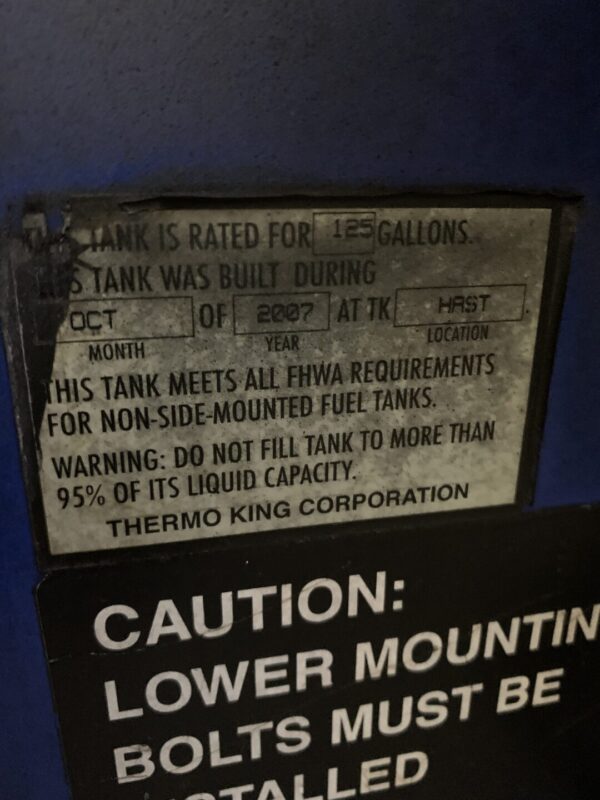 TANK IS RATED FOR 125 GALLONS.
TANK WAS BUILT DURING
OCT OF 2007 AT TK HAST.
MONTH YEAR LOCATION
THIS TANK MEETS ALL FHWA REQUIREMENTS
FOR NON-SIDE-MOUNTED FUEL TANKS.
WARNING: DO NOT FILL TANK TO MORE THAN
95% OF ITS LIQUID CAPACITY.
THERMO KING CORPORATION
CAUTION:
LOWER MOUNTIN
BOLTS MUST BE
STALLED